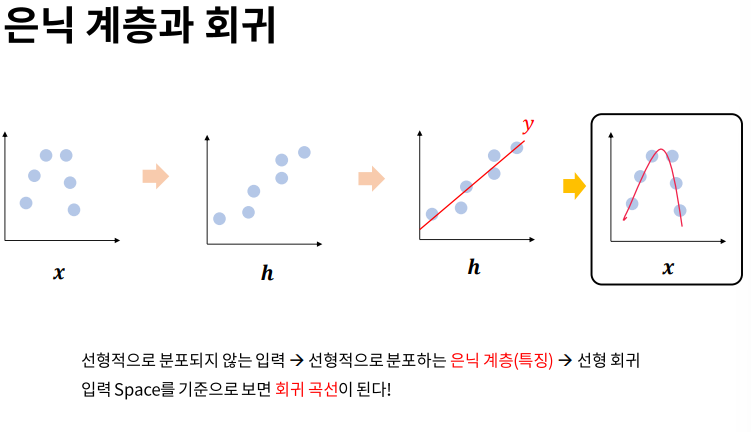 은닉 계층과 회귀
y
x
h
h
x
선형적으로 분포되지 않는 입력 → 선형적으로 분포하는 은닉 계층(특징) → 선형 회귀
입력 Space를 기준으로 보면 회귀 곡선이 된다!